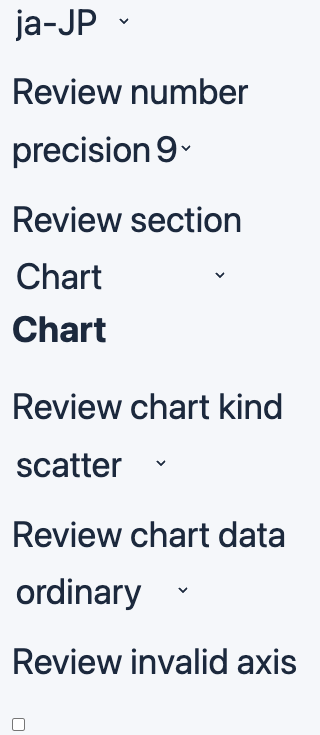 ja-JP
Review number
precision 9
Review section
Chart
Chart
Review chart kind
scatter
Review chart data
ordinary
Review invalid axis